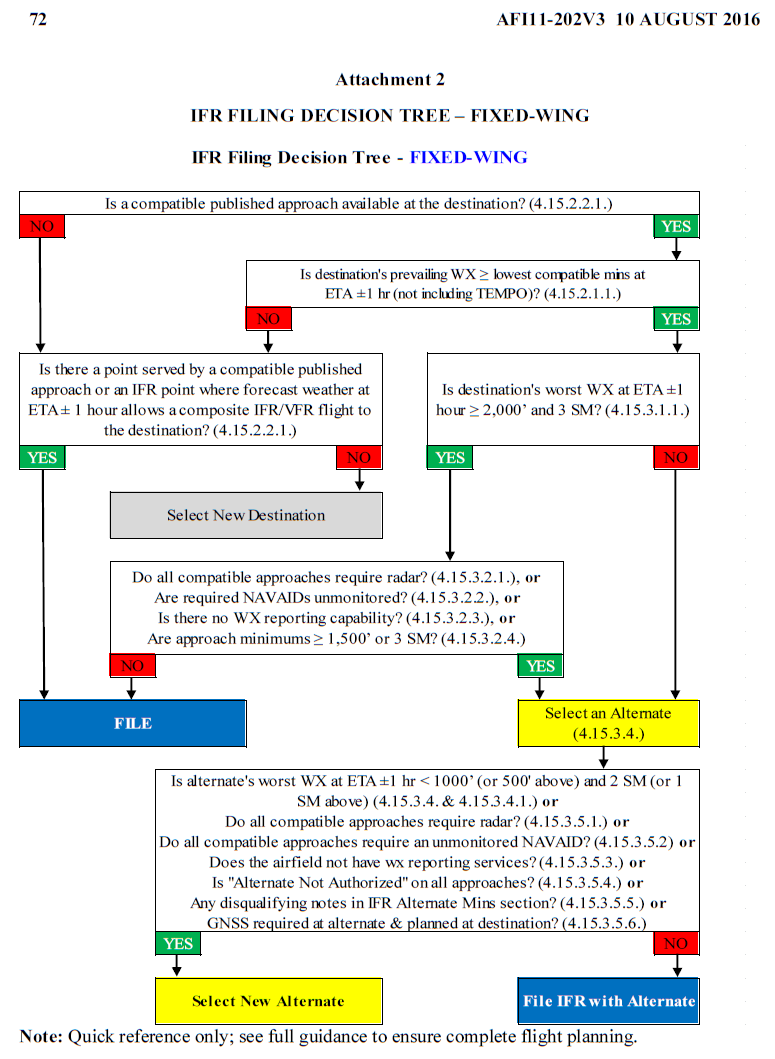 72 AFI11-202V3 10 AUGUST 2016
Attachment 2
IFR FILING DECISION TREE – FIXED-WING
IFR Filing Decision Tree - FIXED-WING
Is a compatible published approach available at the destination? (4.15.2.2.1.)
NO
YES
Is destination's prevailing WX ≥ lowest compatible mins at
ETA ±1 hr (not including TEMPO)? (4.15.2.1.1.)
NO
YES
Is there a point served by a compatible published
approach or an IFR point where forecast weather at
ETA ± 1 hour allows a composite IFR/VFR flight to
the destination? (4.15.2.2.1.)
YES
NO
Is destination's worst WX at ETA ±1
hour ≥ 2,000’ and 3 SM? (4.15.3.1.1.)
YES
NO
Select New Destination
Do all compatible approaches require radar? (4.15.3.2.1.), or
Are required NAVAIDs unmonitored? (4.15.3.2.2.), or
Is there no WX reporting capability? (4.15.3.2.3.), or
Are approach minimums ≥ 1,500’ or 3 SM? (4.15.3.2.4.)
NO
YES
FILE
Select an Alternate
(4.15.3.4.)
Is alternate's worst WX at ETA ±1 hr < 1000’ (or 500' above) and 2 SM (or 1
SM above) (4.15.3.4. & 4.15.3.4.1.) or
Do all compatible approaches require radar? (4.15.3.5.1.) or
Do all compatible approaches require an unmonitored NAVAID? (4.15.3.5.2) or
Does the airfield not have wx reporting services? (4.15.3.5.3.) or
Is "Alternate Not Authorized" on all approaches? (4.15.3.5.4.) or
Any disqualifying notes in IFR Alternate Mins section? (4.15.3.5.5.) or
GNSS required at alternate & planned at destination? (4.15.3.5.6.)
YES
NO
Select New Alternate
File IFR with Alternate
Note: Quick reference only; see full guidance to ensure complete flight planning.